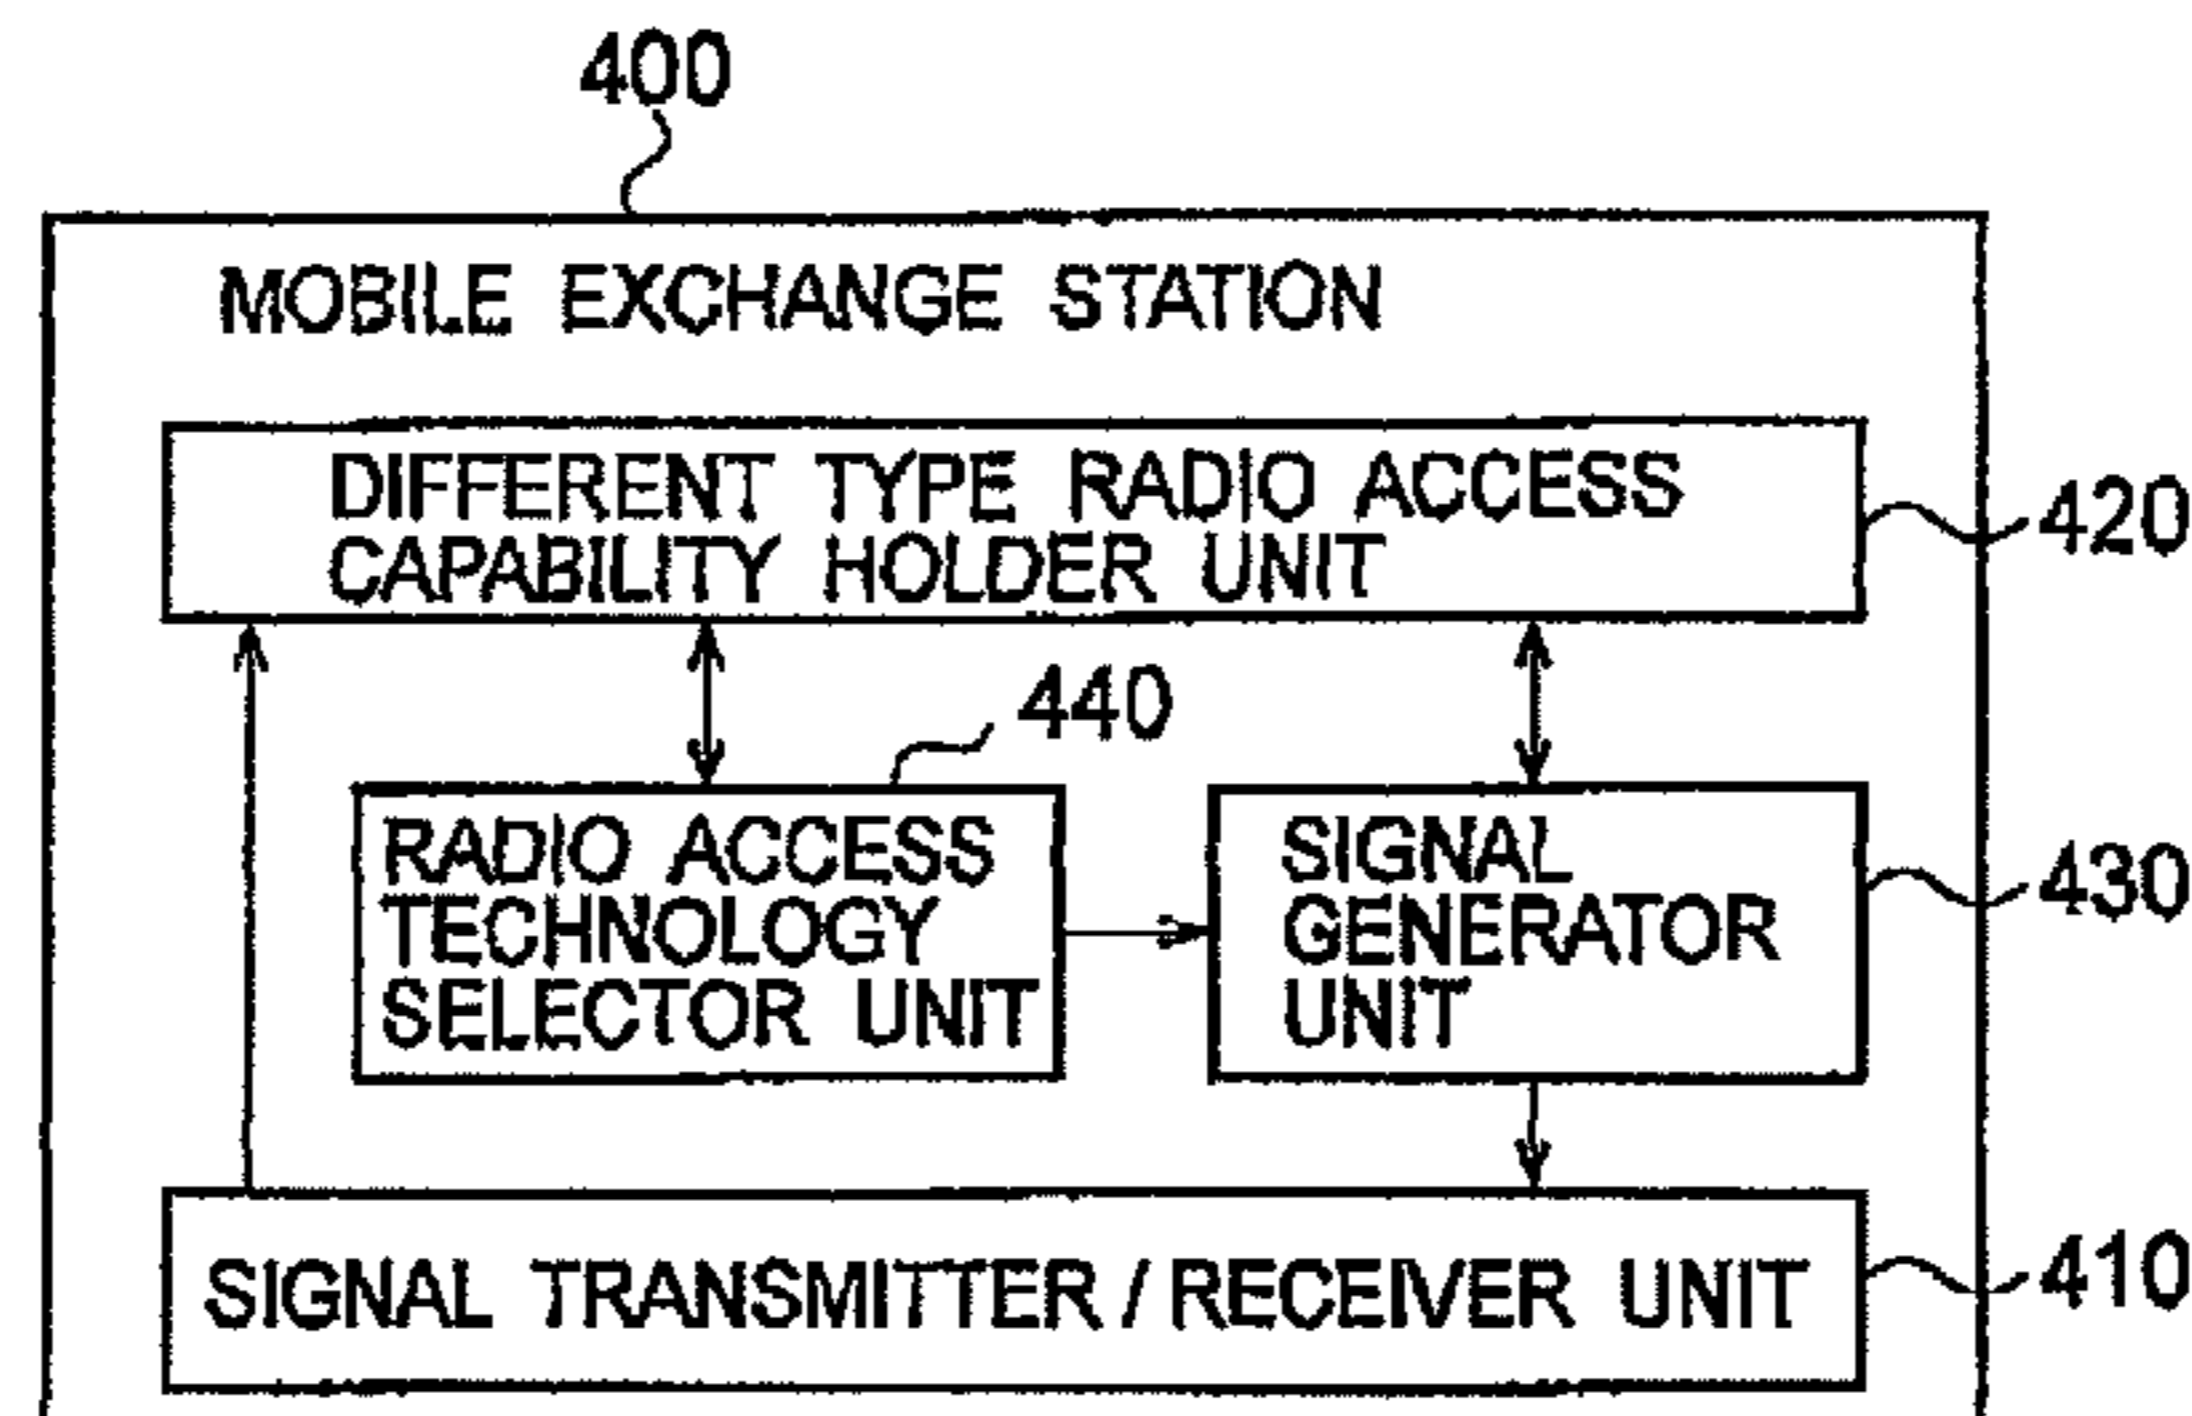 400
MOBILE EXCHANGE STATION
DIFFERENT TYPE RADIO ACCESS
CAPABILITY HOLDER UNIT
420
440
RADIO ACCESS
TECHNOLOGY
SELECTOR UNIT
SIGNAL
GENERATOR
UNIT
430
SIGNAL TRANSMITTER / RECEIVER UNIT
410